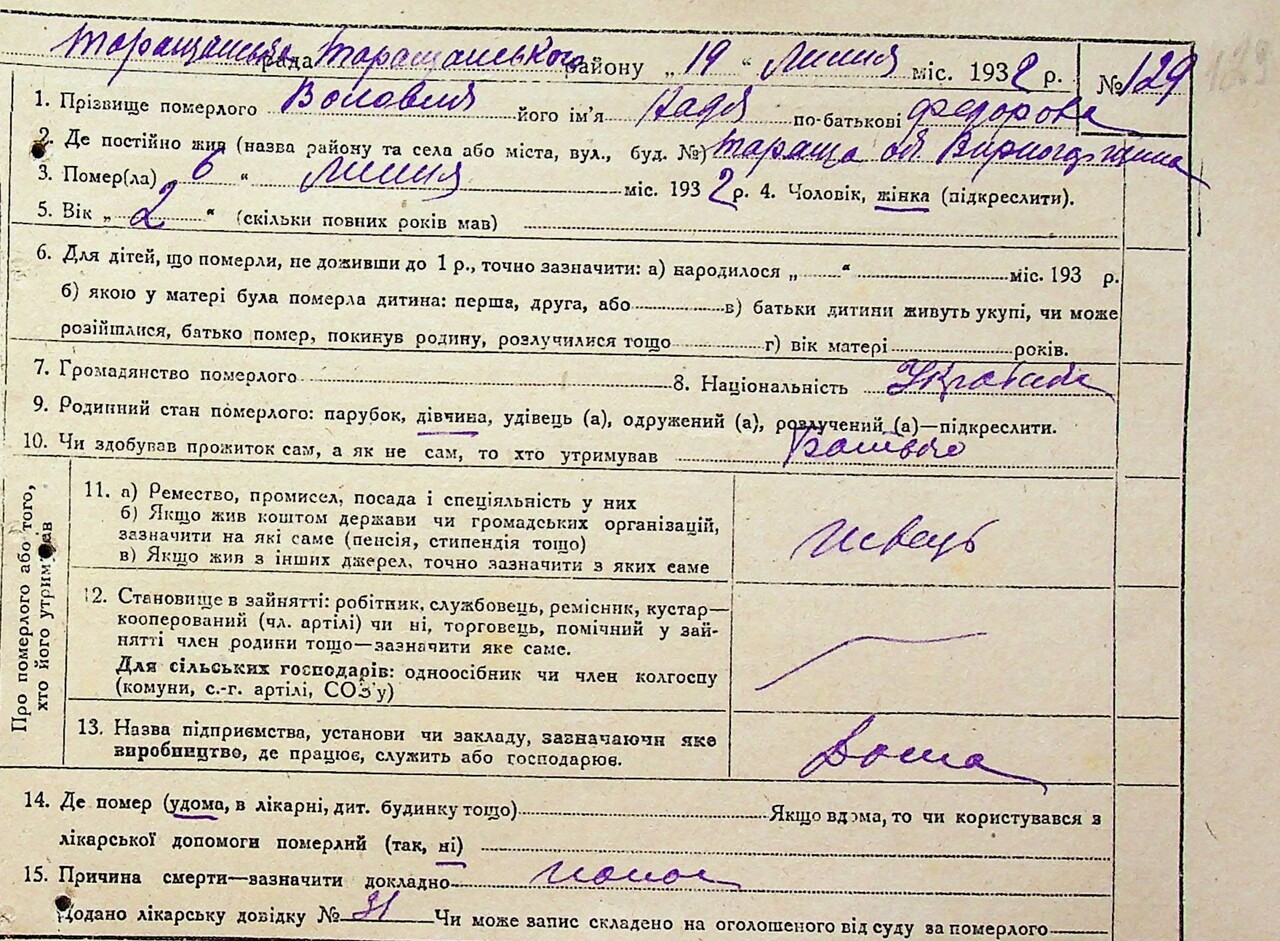 Таращанська рада Таращанського району „ 19 “ липня міс. 1932 р. № 129
1. Прізвище померлого його ім'я Надія по-батькові Федорова
2. Де постійно жив (назва району та села або міста, вул., буд. №) Тараща
3. Помер(ла) 6 “ липня міс. 1932 р. 4. Чоловік, жінка (підкреслити).
5. Вік „ 2 “ (скільки повних років мав)
6. Для дітей, що померли, не доживши до 1 р., точно зазначити: а) народилося „ “ міс. 193 р.
б) якою у матері була померла дитина: перша, друга, або в) батьки дитини живуть укупі, чи може
розійшлися, батько помер, покинув родину, розлучилися тощо г) вік матері років.
7. Громадянство померлого 8. Національність Українка
9. Родинний стан померлого: парубок, дівчина, удівець (а), одружений (а), розлучений (а)—підкреслити.
10. Чи здобував прожиток сам, а як не сам, то хто утримував Батько
Про померлого або того,
хто його утримував
11. а) Ремество, промисел, посада і спеціяльність у них
б) Якщо жив коштом держави чи громадських організацій,
зазначити на які саме (пенсія, стипендія тощо)
в) Якщо жив з інших джерел, точно зазначити з яких саме
швець
12. Становище в зайнятті: робітник, службовець, ремісник, кустар—
кооперований (чл. артілі) чи ні, торговець, помічний у зай-
нятті член родини тощо—зазначити яке саме.
Для сільських господарів: одноосібник чи член колгоспу
(комуни, с.-г. артілі, СОЗ'у)
13. Назва підприємства, установи чи закладу, зазначаючи яке
виробництво, де працює, служить або господарює.
Дома
14. Де помер (удома, в лікарні, дит. будинку тощо) Якщо вдома, то чи користувався з
лікарської допомоги померлий (так, ні)
15. Причина смерти—зазначити докладно
Додано лікарську довідку № 31 Чи може запис складено на оголошеного від суду за померлого